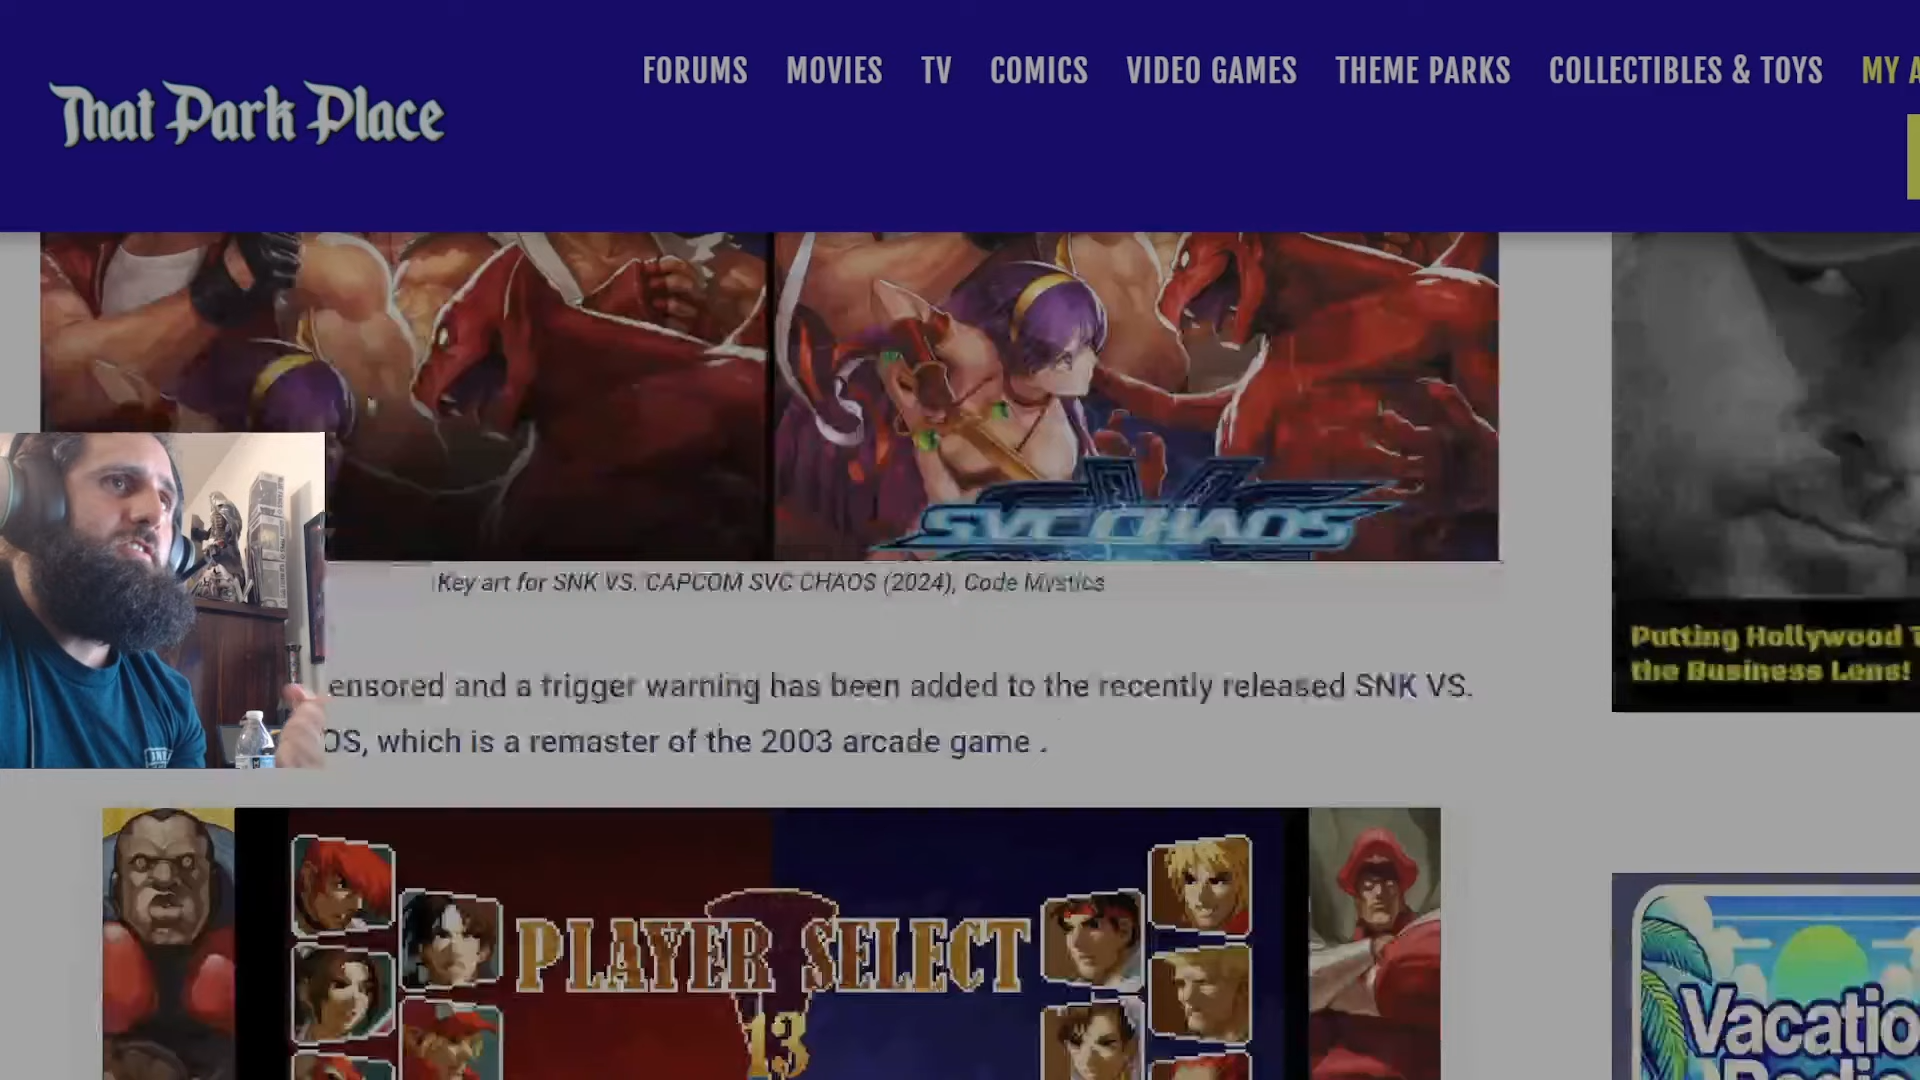 That Park Place
FORUMS MOVIES TV COMICS VIDEO GAMES THEME PARKS COLLECTIBLES & TOYS MY A
SVC CHAOS
Key art for SNK VS. CAPCOM SVC CHAOS (2024), Code Mystics
ensored and a trigger warning has been added to the recently released SNK VS.
OS, which is a remaster of the 2003 arcade game .
Putting Hollywood T
the Business Lens!
PLAYER SELECT
13
Vacatio